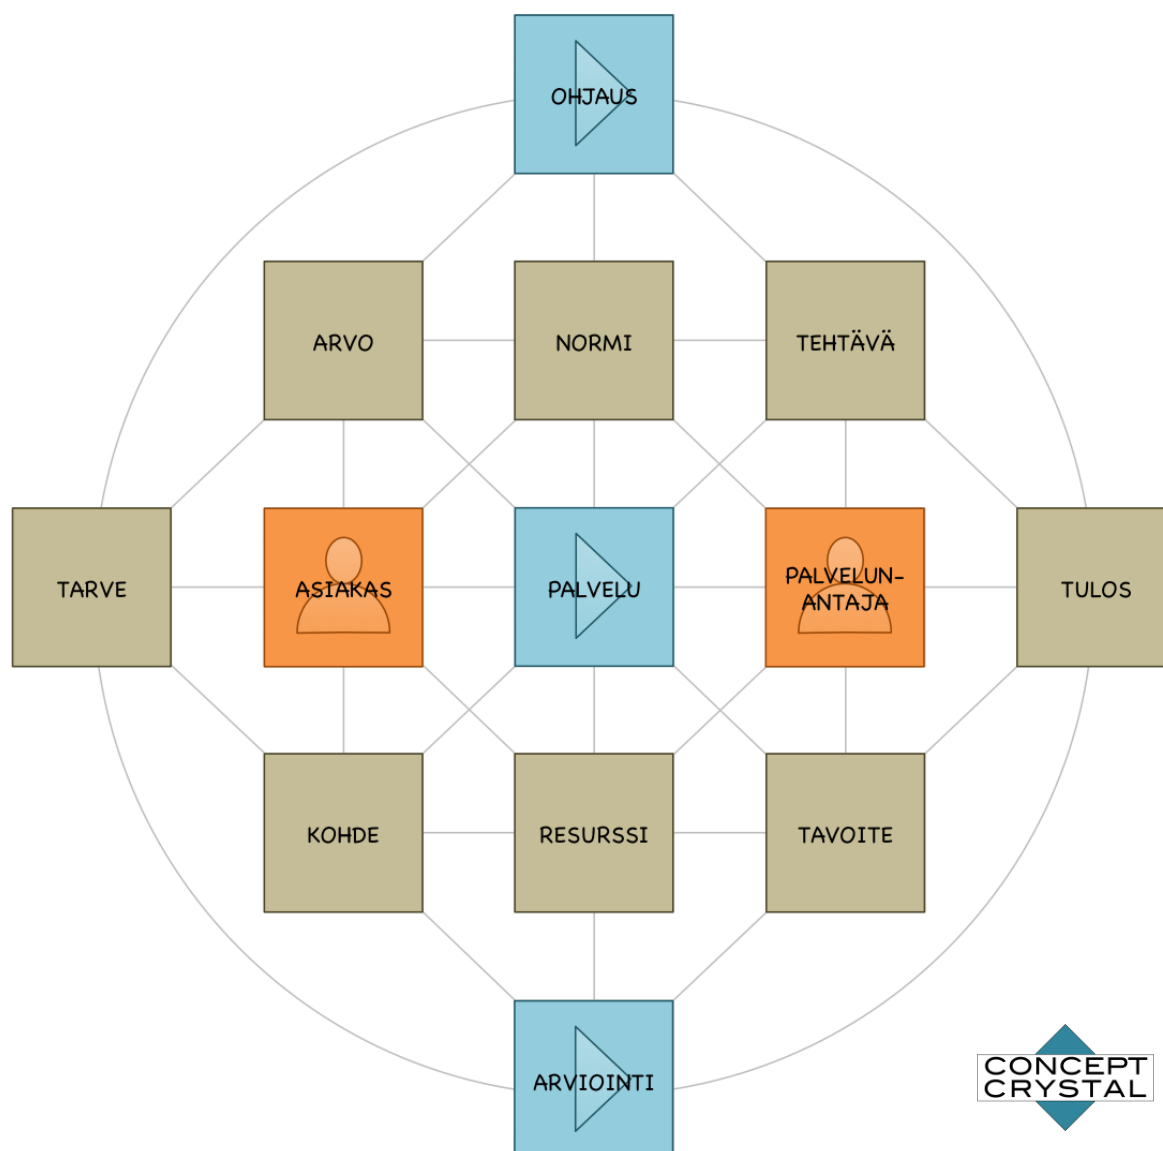 OHJAUS
ARVO
NORMI
TEHTÄVÄ
TARVE
ASIAKAS
PALVELU
PALVELUN-
ANTAJA
TULOS
KOHDE
RESURSSI
TAVOITE
ARVIOINTI
CONCEPT
CRYSTAL